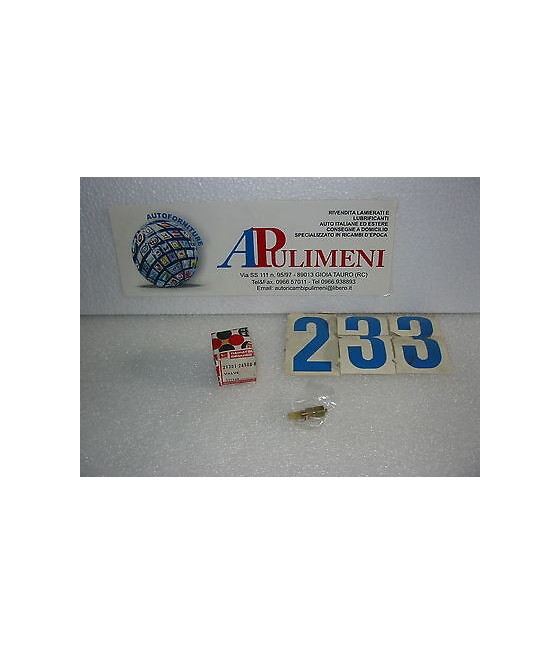 AUTOFORNITURE
APULIMENI
RIVENDITA LAMIERATI E
LUBRIFICANTI
AUTO ITALIANE ED ESTERE
CONSEGNE A DOMICILIO
SPECIALIZZATO IN RICAMBI D'EPOCA
Via SS 111 n. 95/97 - 89013 GIOIA TAURO (RC)
Tel&Fax: 0966.57011 - Tel 0966.938893
Email: autoricambipulimeni@libero.it
233
VALVE